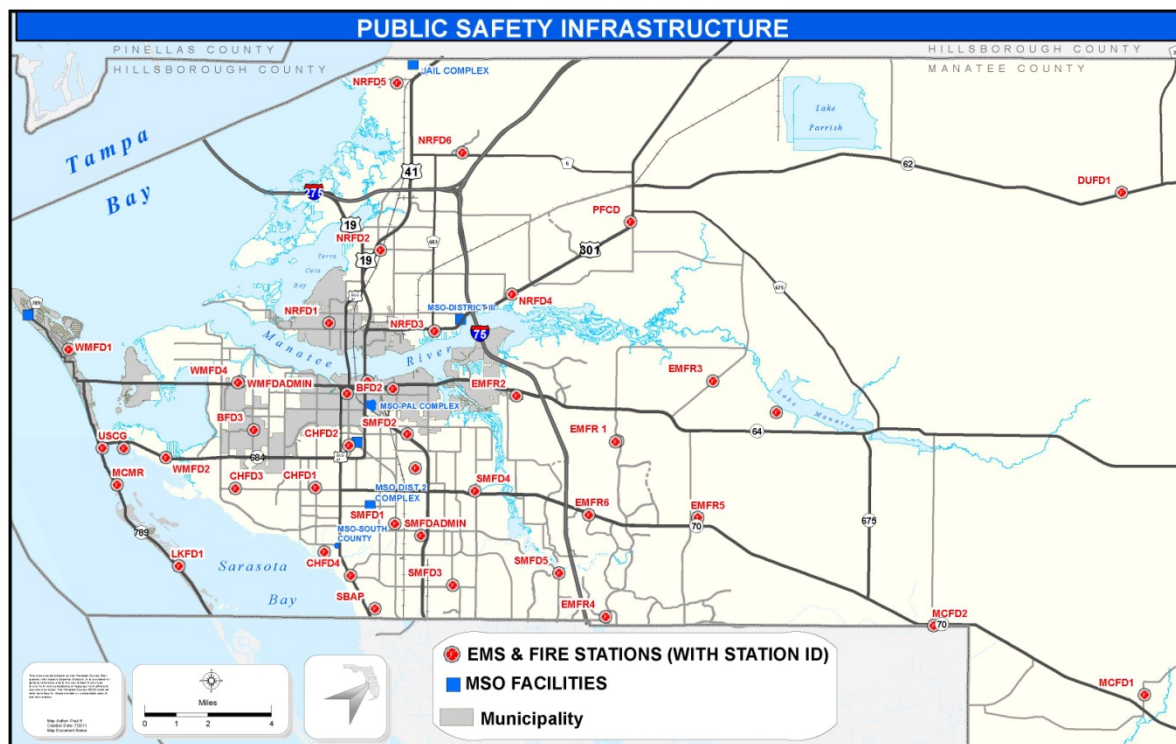 PUBLIC SAFETY INFRASTRUCTURE
PINELLAS COUNTY
HILLSBOROUGH COUNTY
HILLSBOROUGH COUNTY
MANATEE COUNTY
JAIL COMPLEX
NRFD5
Tampa
Bay
Lake
Parrish
NRFD6
41
6
62
275
DUFD1
19
PFCD
683
NRFD2
19
301
Terra
Ceia
Bay
675
NRFD4
789
NRFD1
MSO-DISTRICT III
NRFD3
75
Manatee
River
WMFD1
WMFD4
WMFDADMIN
BFD2
EMFR2
EMFR3
MSO-PAL COMPLEX
Lake
Manatee
BFD3
SMFD2
USCG
CHFD2
EMFR 1
64
684
WMFD2
MCMR
CHFD3
CHFD1
MSO DIST 2
COMPLEX
SMFD4
SMFD1
SMFDADMIN
EMFR6
EMFR5
70
675
MSO-SOUTH
COUNTY
789
LKFD1
Sarasota
Bay
CHFD4
SMFD3
SMFD5
SBAP
EMFR4
MCFD2
70
MCFD1
EMS & FIRE STATIONS (WITH STATION ID)
MSO FACILITIES
Municipality
Miles
0 1 2 4